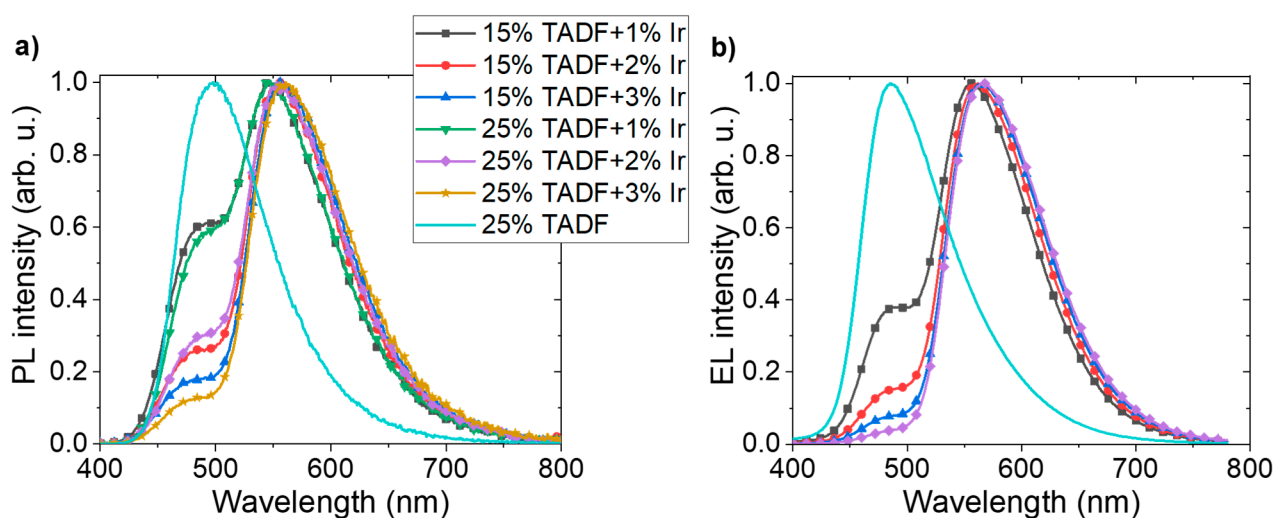 a)
15% TADF+1% Ir
15% TADF+2% Ir
15% TADF+3% Ir
25% TADF+1% Ir
25% TADF+2% Ir
25% TADF+3% Ir
25% TADF
PL intensity (arb. u.)
1.0
0.8
0.6
0.4
0.2
0.0
400 500 600 700 800
Wavelength (nm)
b)
EL intensity (arb. u.)
1.0
0.8
0.6
0.4
0.2
0.0
400 500 600 700 800
Wavelength (nm)